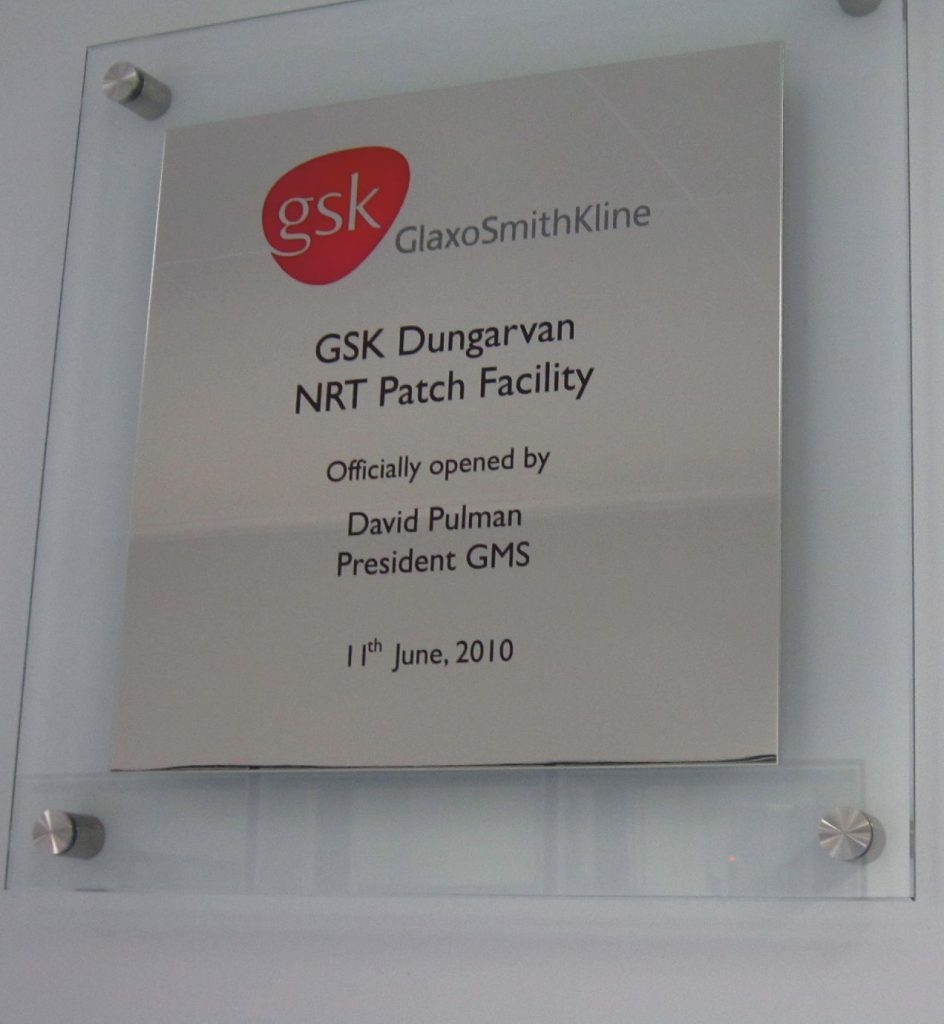 gsk
GlaxoSmithKline
GSK Dungarvan
NRT Patch Facility
Officially opened by
David Pulman
President GMS
11th June, 2010